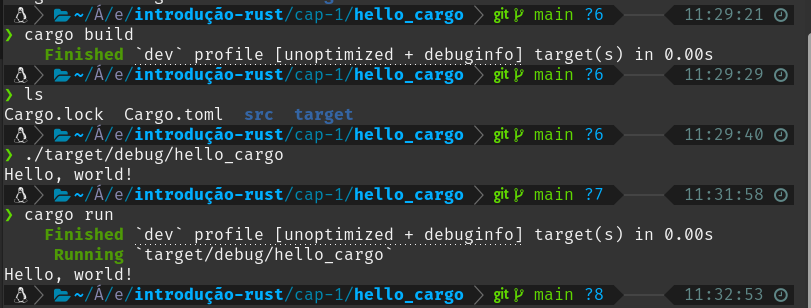 ~/Á/e/introdução-rust/cap-1/hello_cargo git main ?6 11:29:21
❯ cargo build
Finished `dev` profile [unoptimized + debuginfo] target(s) in 0.00s
~/Á/e/introdução-rust/cap-1/hello_cargo git main ?6 11:29:29
❯ ls
Cargo.lock Cargo.toml src target
~/Á/e/introdução-rust/cap-1/hello_cargo git main ?6 11:29:40
❯ ./target/debug/hello_cargo
Hello, world!
~/Á/e/introdução-rust/cap-1/hello_cargo git main ?7 11:31:58
❯ cargo run
Finished `dev` profile [unoptimized + debuginfo] target(s) in 0.00s
Running `target/debug/hello_cargo`
Hello, world!
~/Á/e/introdução-rust/cap-1/hello_cargo git main ?8 11:32:53